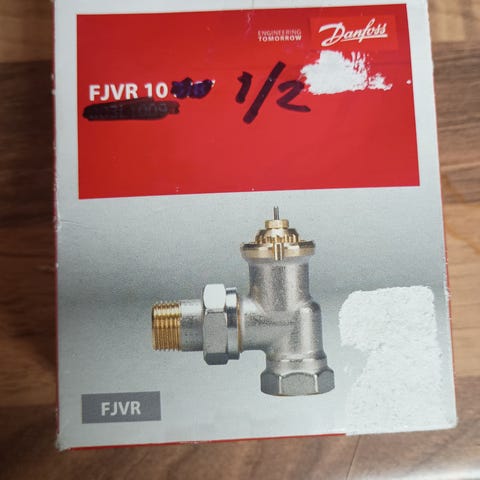 ENGINEERING
TOMORROW
Danfoss
FJVR 10
1/2
FJVR